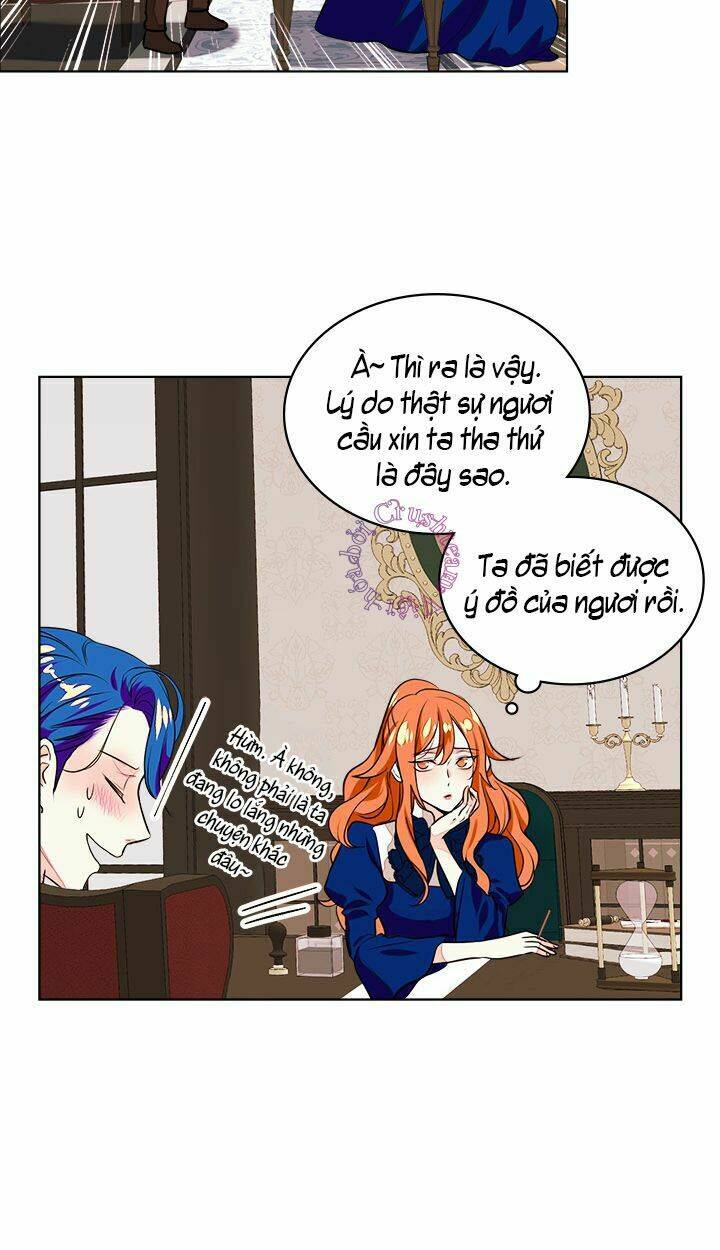 À~ Thì ra là vậy.
Lý do thật sự ngươi
cầu xin ta tha thứ
là đây sao.
Ta đã biết được
ý đồ của ngươi rồi.
Hừm. À không,
không phải là ta
đang lo lắng những
chuyện khác
đâu~